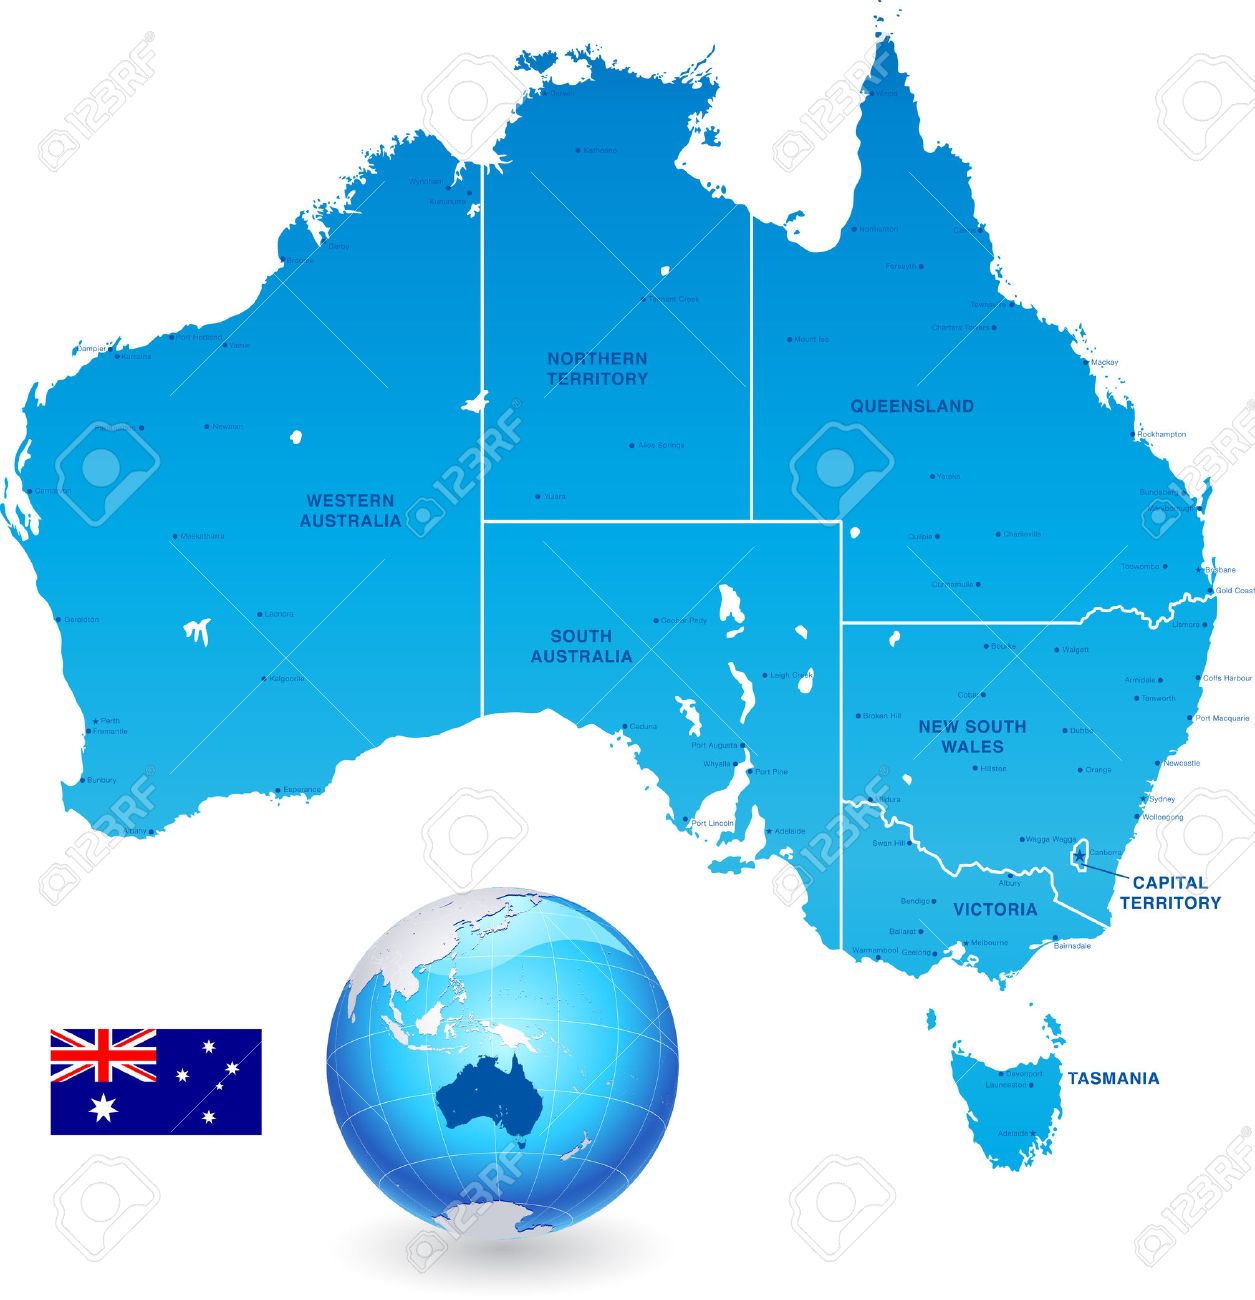 Weipa
Darwin
Katherine
Wyndham
Kununurra
Derby
Broome
Normanton
Cairns
Forsyth
Tennant Creek
Townsville
Charters Towers
Port Hedland
Yarrie
Mount Isa
Dampier
Karratha
NORTHERN
TERRITORY
Mackay
QUEENSLAND
Newman
Rockhampton
Alice Springs
Yaraka
Carnarvon
Yulara
Bundaberg
WESTERN
AUSTRALIA
Maryborough
Meekatharra
Quilpie
Charleville
Toowomba
Brisbane
Cunnamulla
Gold Coast
Leonora
Geraldton
Coober Pedy
Lismore
SOUTH
AUSTRALIA
Bourke
Walgett
Kalgoorlie
Leigh Creek
Armidale
Coffs Harbour
Cobar
Tamworth
Broken Hill
Port Macquarie
Perth
Fremantle
Ceduna
NEW SOUTH
WALES
Dubbo
Port Augusta
Whyalla
Port Pirie
Hillston
Orange
Newcastle
Bunbury
Esperance
Mildura
Sydney
Port Lincoln
Adelaide
Wollongong
Albany
Swan Hill
Wagga Wagga
Canberra
Albury
CAPITAL
TERRITORY
Bendigo
VICTORIA
Ballarat
Melbourne
Warrnambool
Geelong
Bairnsdale
Devonport
Launceston
TASMANIA
Adelaide
123RF